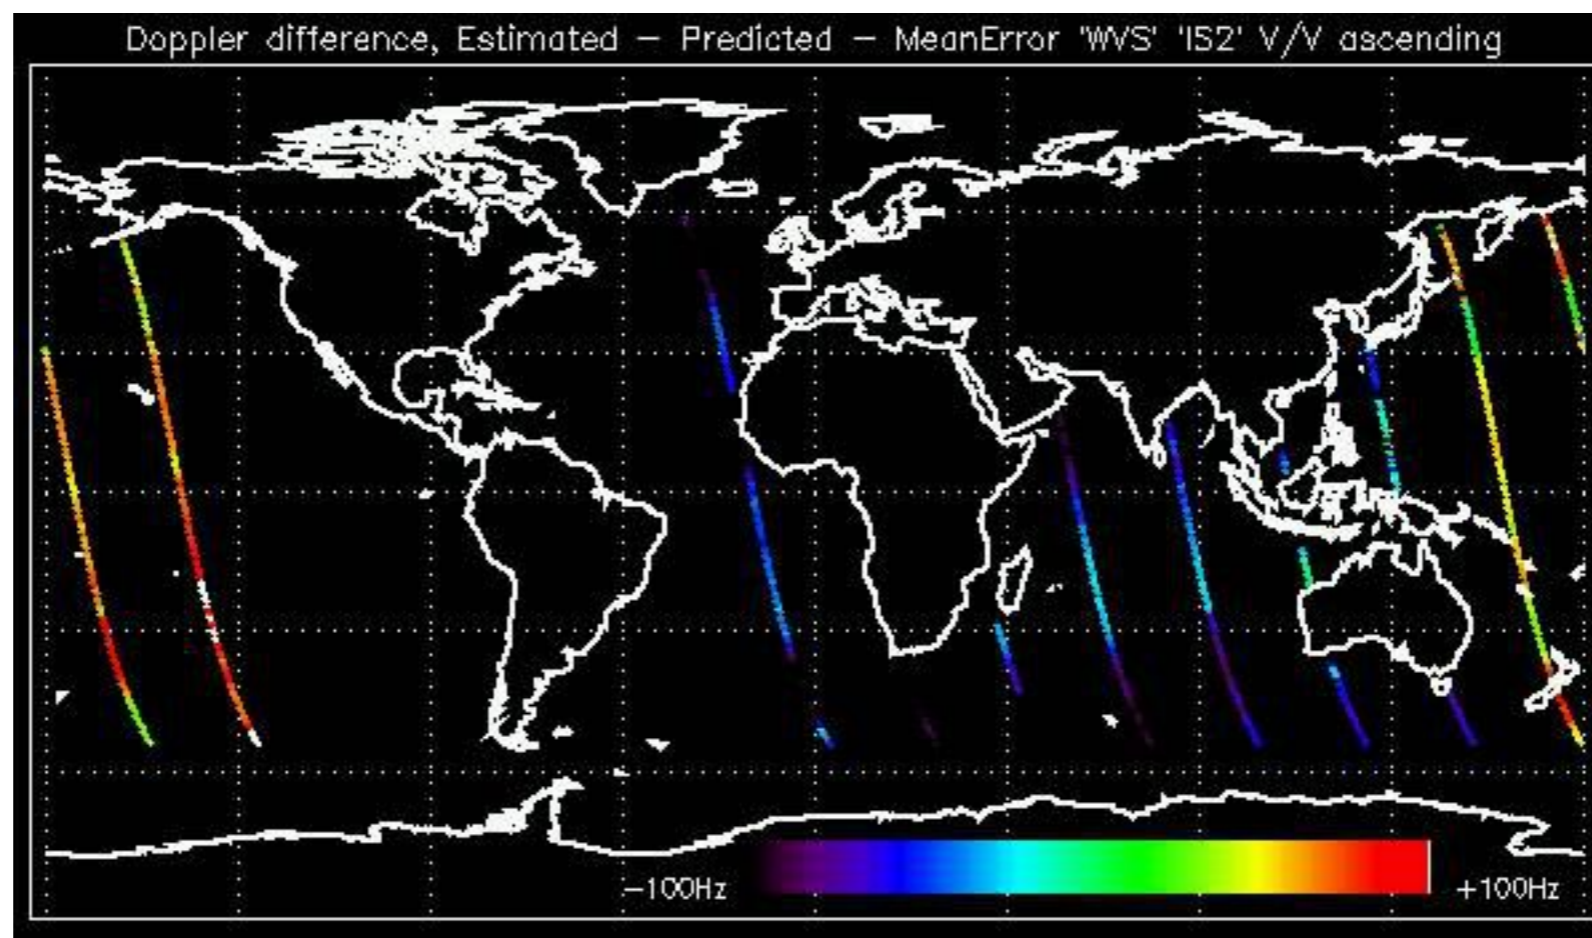 Doppler difference, Estimated – Predicted – MeanError 'WVS' 'IS2' V/V ascending
–100Hz
+100Hz